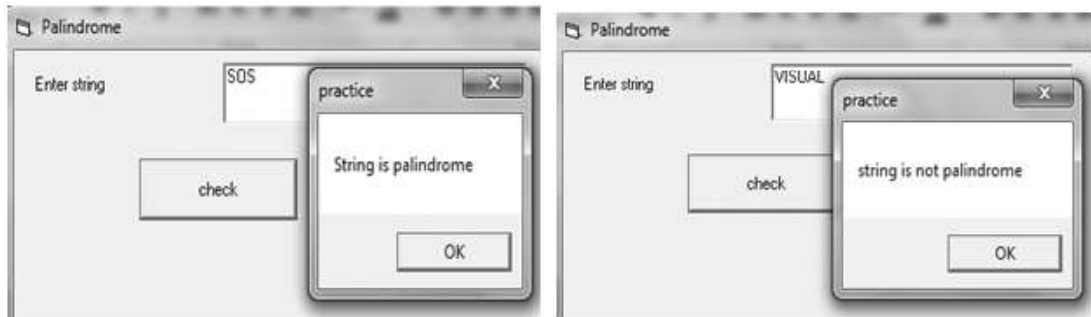 Palindrome
Enter string
SOS
practice
String is palindrome
check
OK
Palindrome
Enter string
VISUAL
practice
string is not palindrome
check
OK